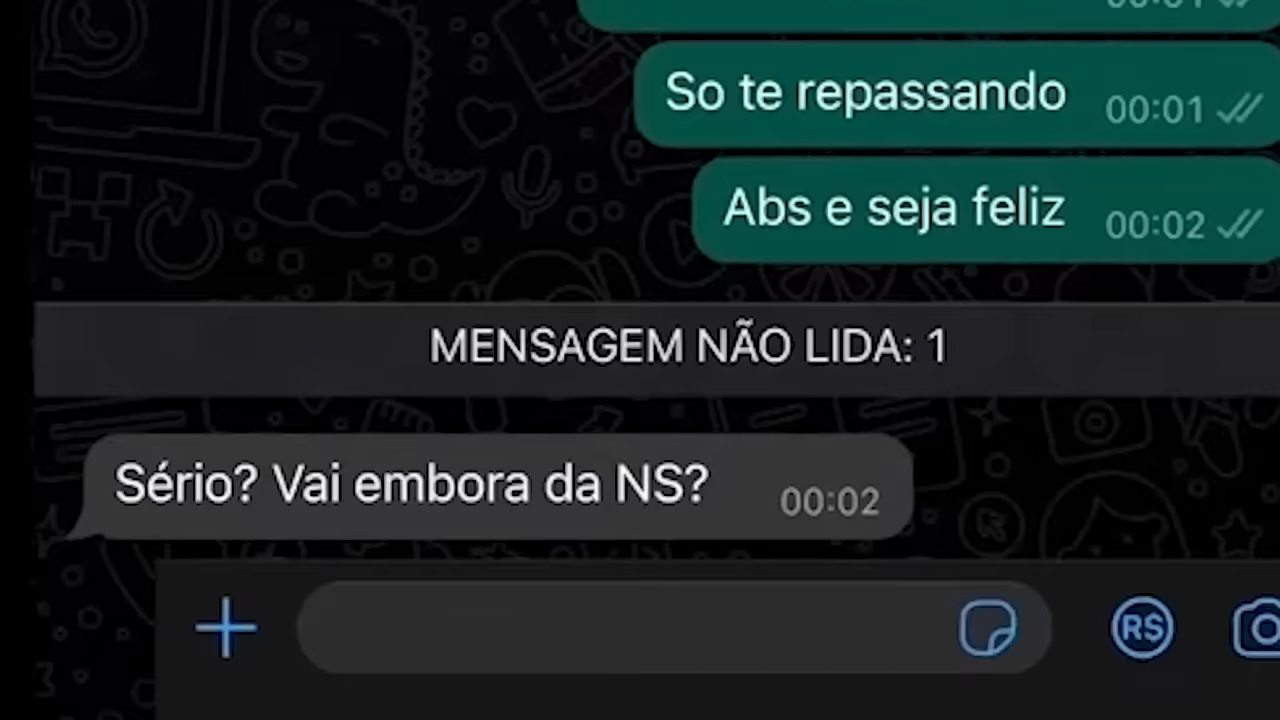 So te repassando 00:01
Abs e seja feliz 00:02
MENSAGEM NÃO LIDA: 1
Sério? Vai embora da NS? 00:02
R$